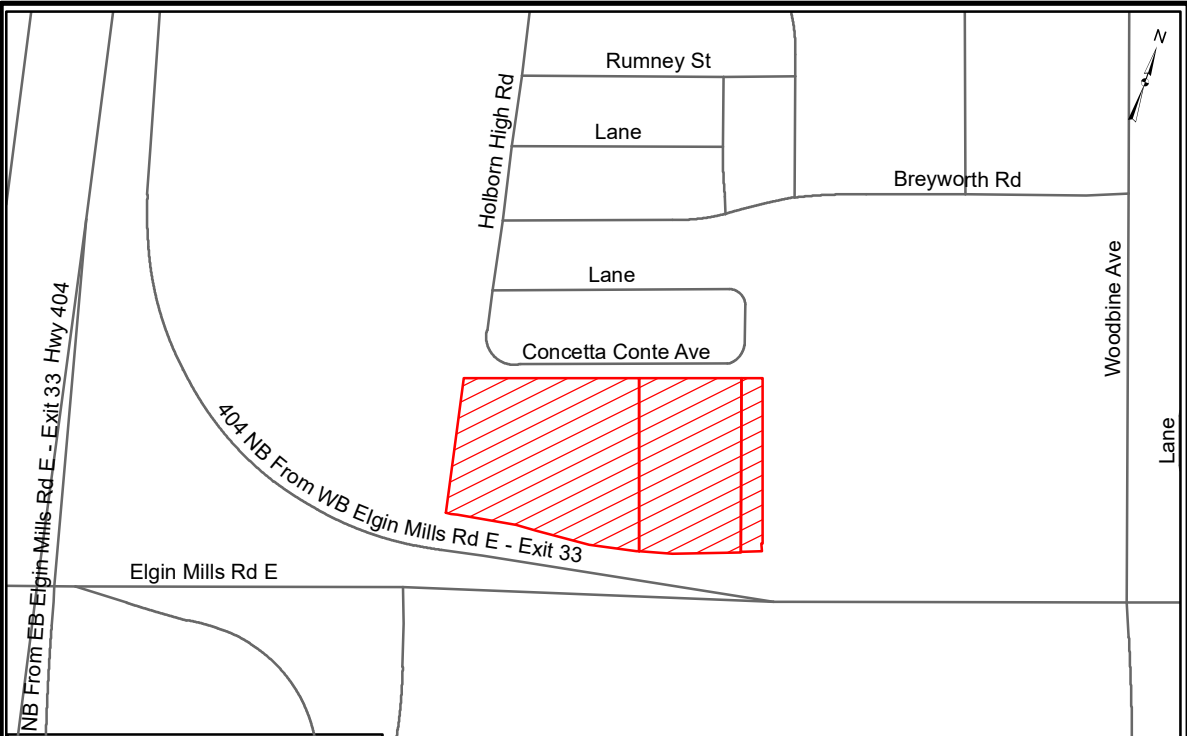 N
Rumney St
Holborn High Rd
Lane
Breyworth Rd
Woodbine Ave
Lane
NB From EB Elgin Mills Rd E - Exit 33
Hwy 404
Concetta Conte Ave
404 NB From WB Elgin Mills Rd E - Exit 33
Lane
Elgin Mills Rd E